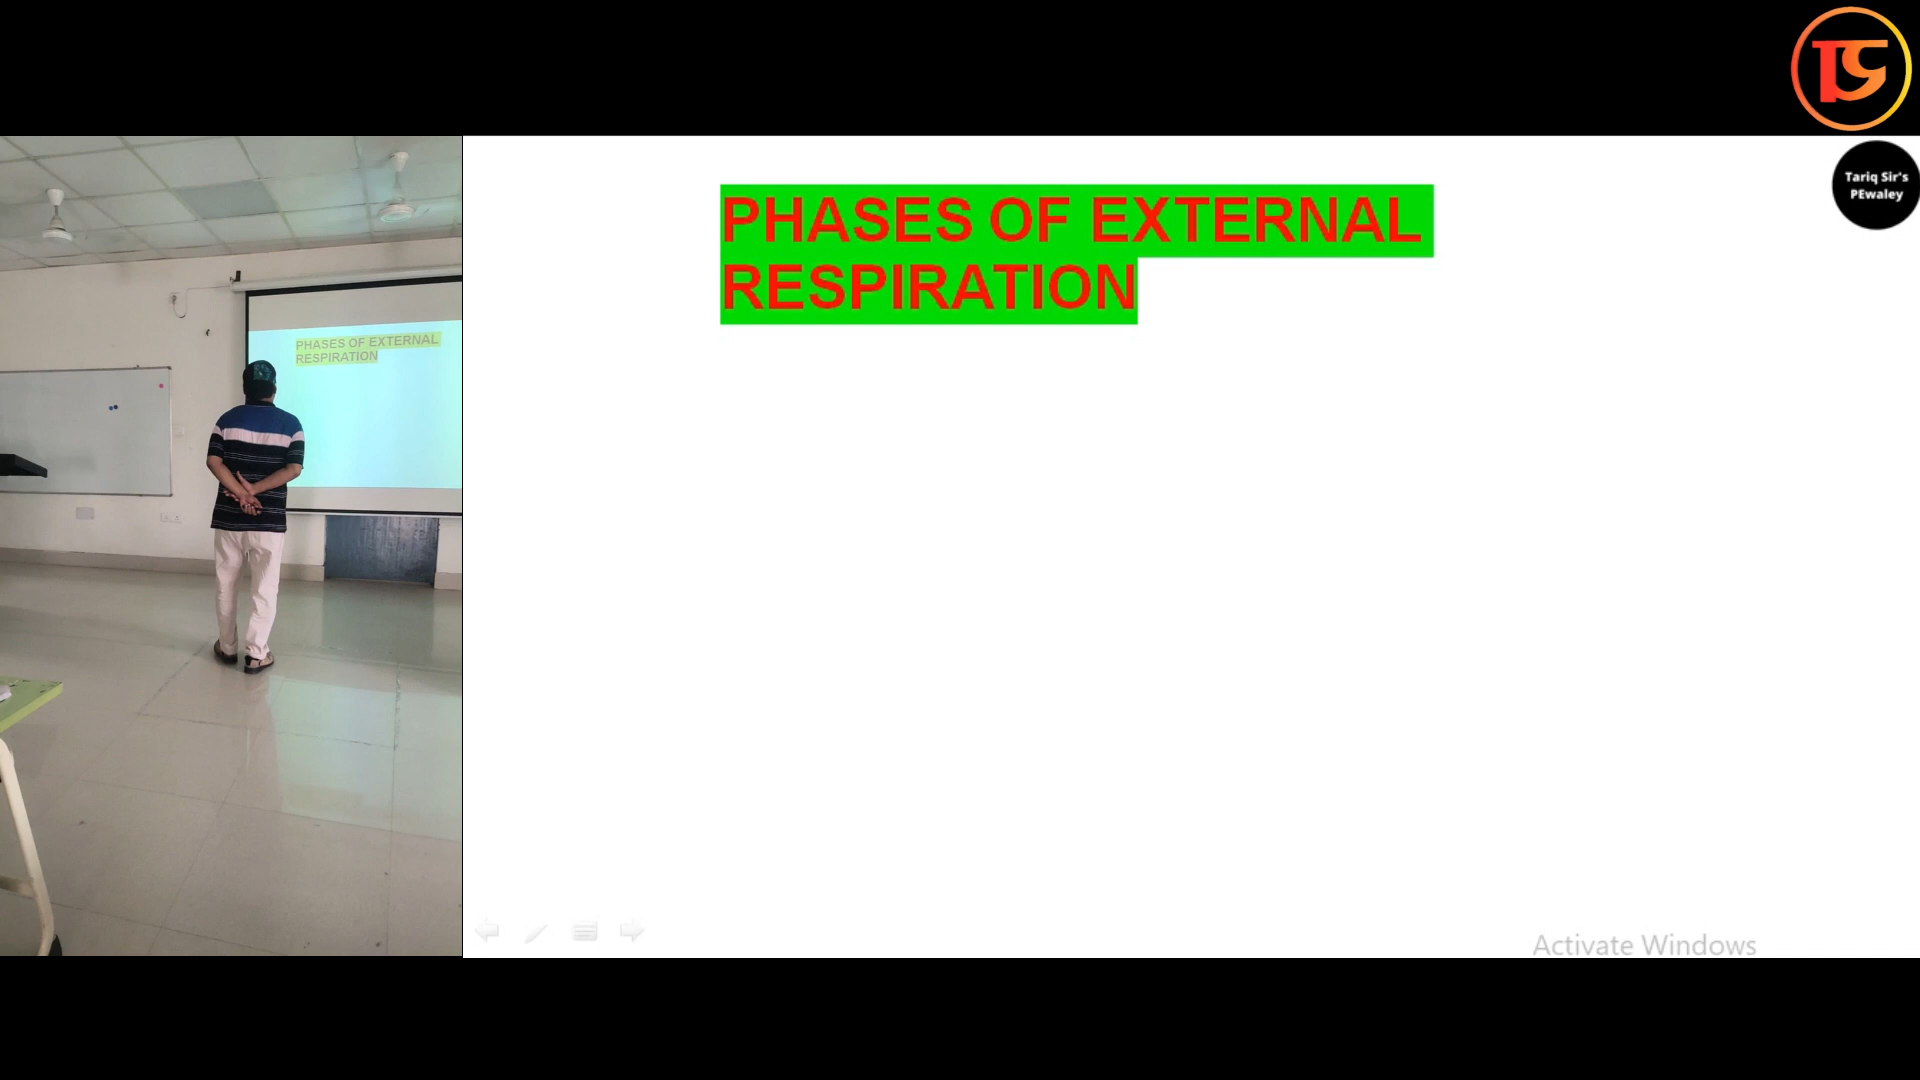 PHASES OF EXTERNAL
RESPIRATION
Tariq Sir's
PEwaley
PHASES OF EXTERNAL
RESPIRATION
Activate Windows